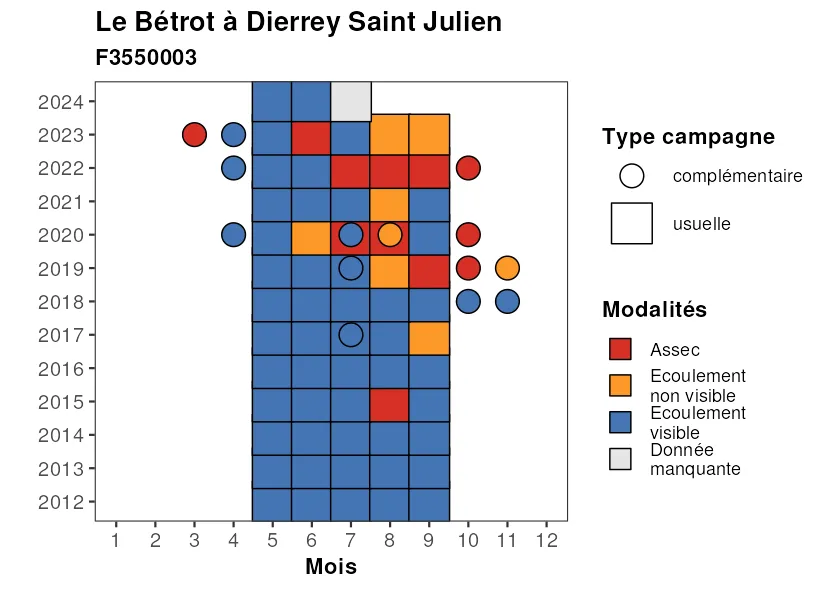 Le Bétrot à Dierrey Saint Julien
F3550003
2024
2023
2022
2021
2020
2019
2018
2017
2016
2015
2014
2013
2012
1 2 3 4 5 6 7 8 9 10 11 12
Mois
Type campagne
complémentaire
usuelle
Modalités
Assec
Ecoulement
non visible
Ecoulement
visible
Donnée
manquante